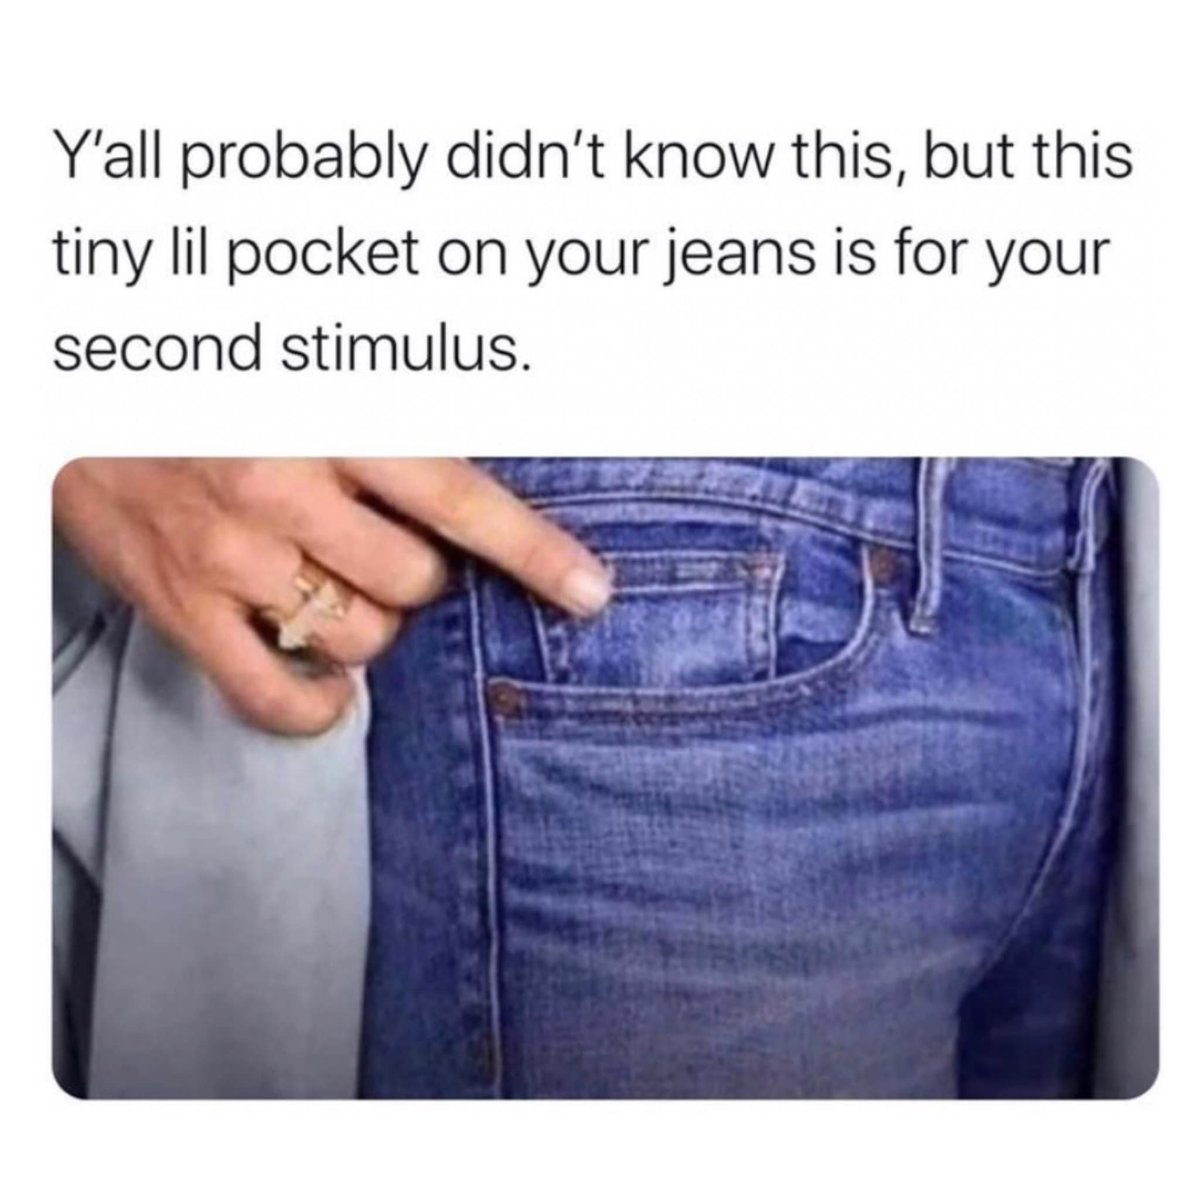 Y'all probably didn't know this, but this
tiny lil pocket on your jeans is for your
second stimulus.